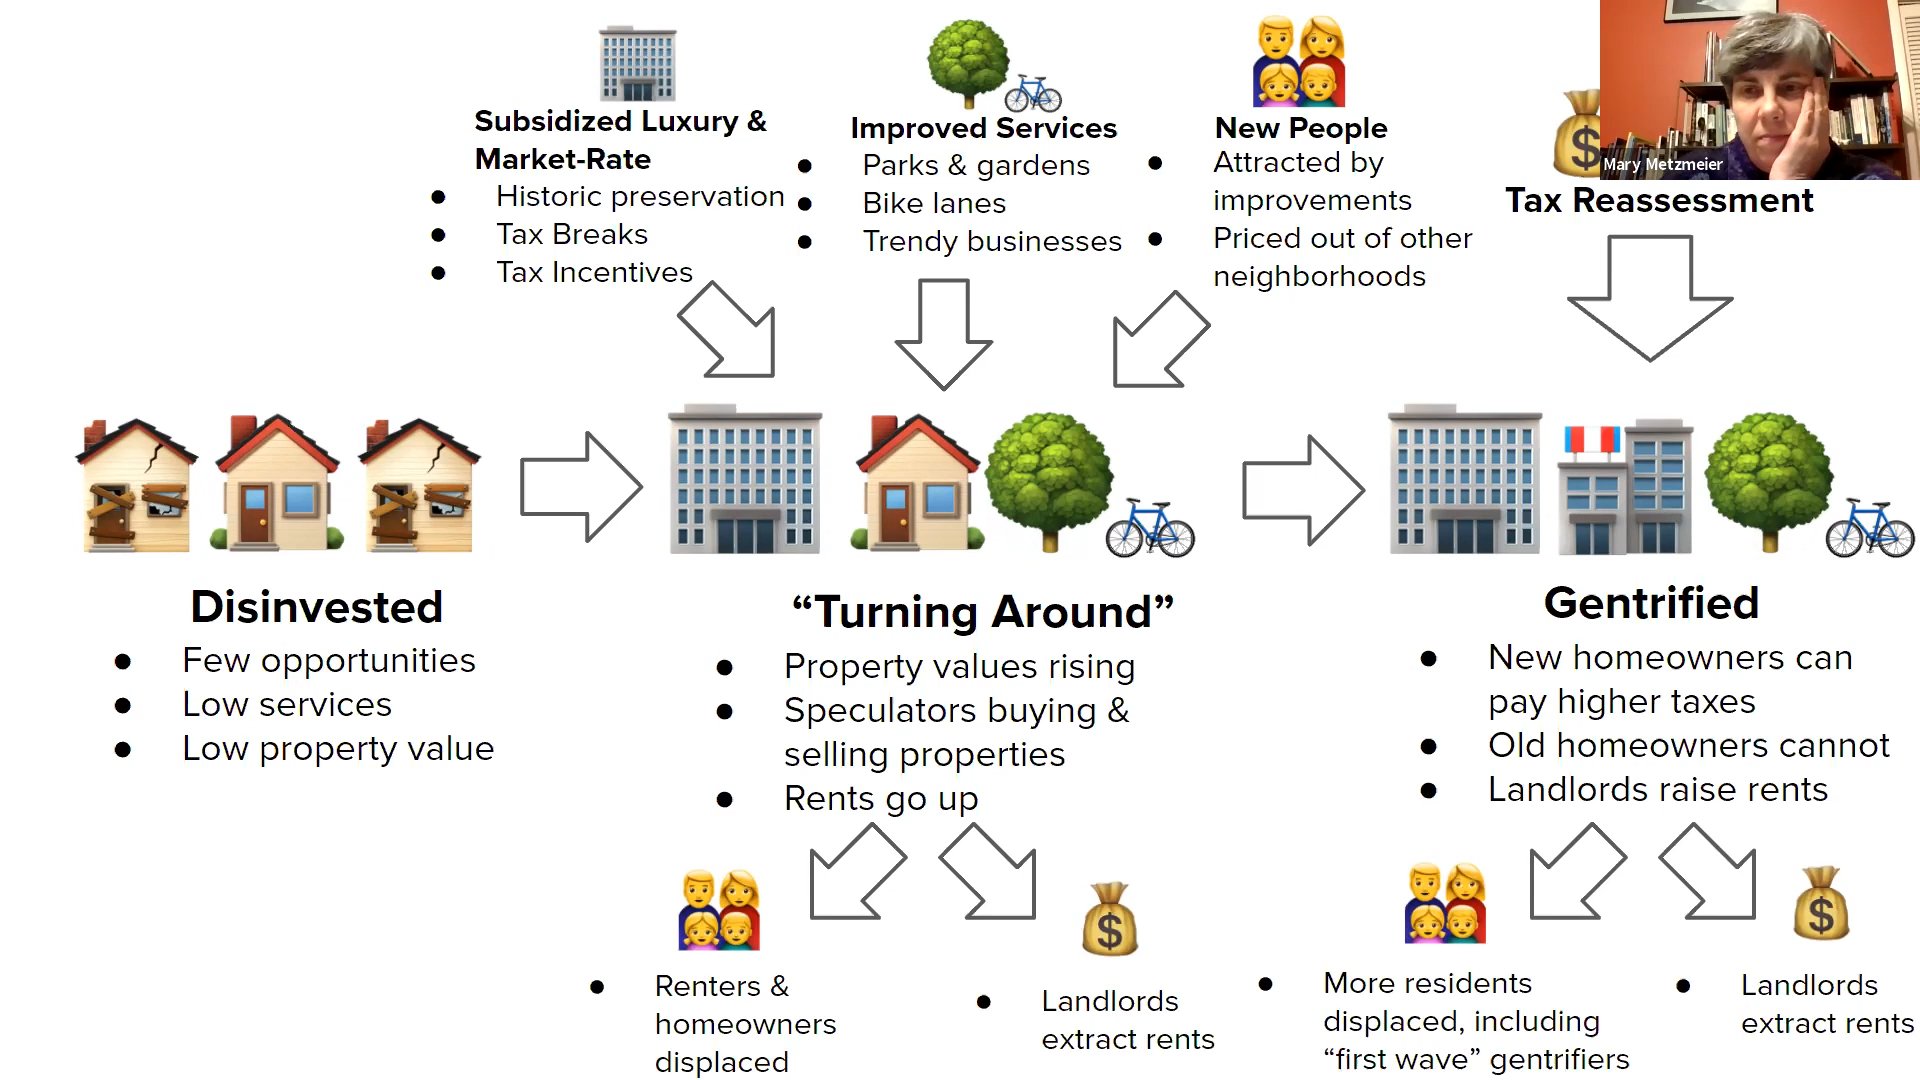 Subsidized Luxury &
Market-Rate
● Historic preservation
● Tax Breaks
● Tax Incentives
Improved Services
● Parks & gardens
● Bike lanes
● Trendy businesses
New People
● Attracted by
improvements
● Priced out of other
neighborhoods
$
Mary Metzmeier
Tax Reassessment
Disinvested
● Few opportunities
● Low services
● Low property value
“Turning Around”
● Property values rising
● Speculators buying &
selling properties
● Rents go up
Gentrified
● New homeowners can
pay higher taxes
● Old homeowners cannot
● Landlords raise rents
● Renters &
homeowners
displaced
$
● Landlords
extract rents
● More residents
displaced, including
“first wave” gentrifiers
$
● Landlords
extract rents